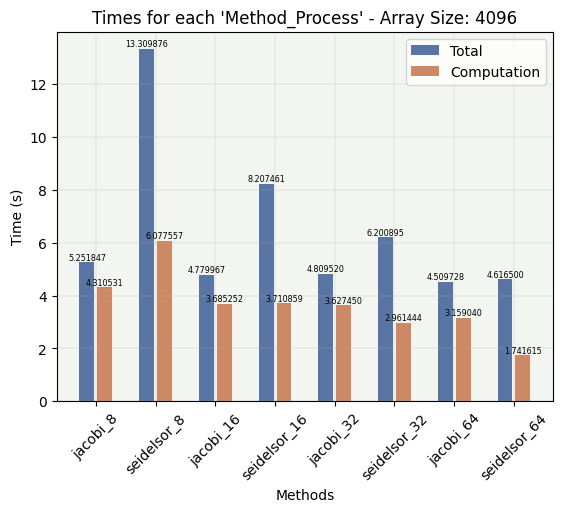 Times for each 'Method_Process' - Array Size: 4096
Total
Computation
Time (s)
12
10
8
6
4
2
0
5.251847
4.310531
13.309876
6.077557
4.779967
3.685252
8.207461
3.710859
4.809520
3.627450
6.200895
2.961444
4.509728
3.159040
4.616500
1.741615
jacobi_8
seidelsor_8
jacobi_16
seidelsor_16
jacobi_32
seidelsor_32
jacobi_64
seidelsor_64
Methods